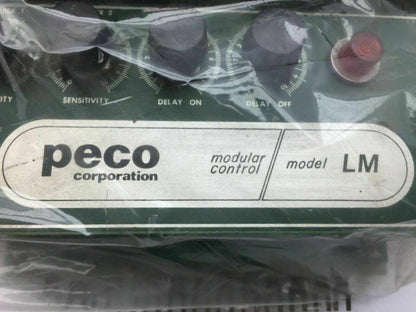 SENSITIVITY DELAY ON DELAY OFF
peco
corporation
modular
control
model LM